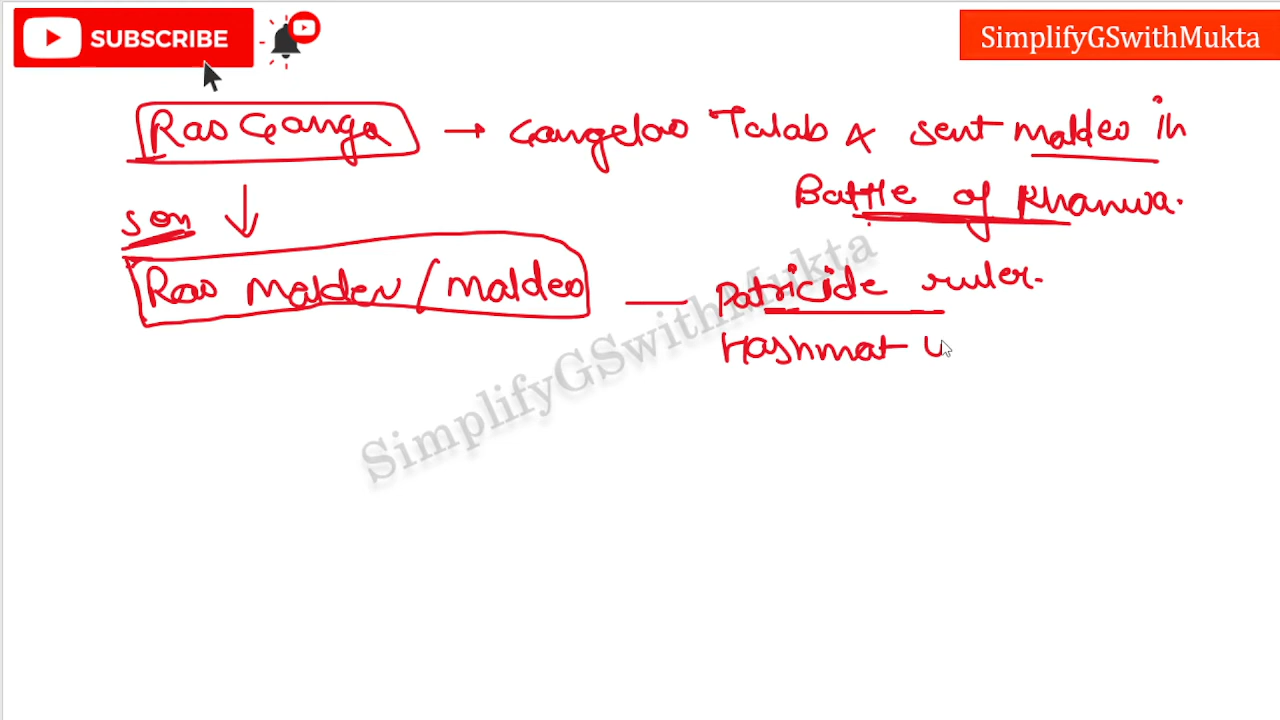 SUBSCRIBE
SimplifyGSwithMukta
Rao Ganga → Gangelao Talab & sent maldeo in
Battle of Khanwa.
son ↓
Rao maldev / maldeo — Patricide ruler.
Hashmat U
SimplifyGSwithMukta